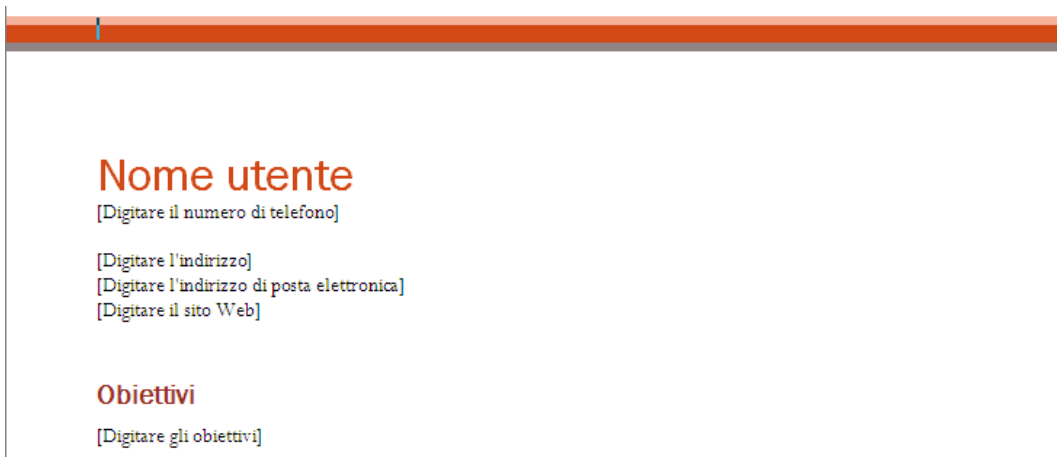 Nome utente
[Digitare il numero di telefono]
[Digitare l'indirizzo]
[Digitare l'indirizzo di posta elettronica]
[Digitare il sito Web]
Obiettivi
[Digitare gli obiettivi]